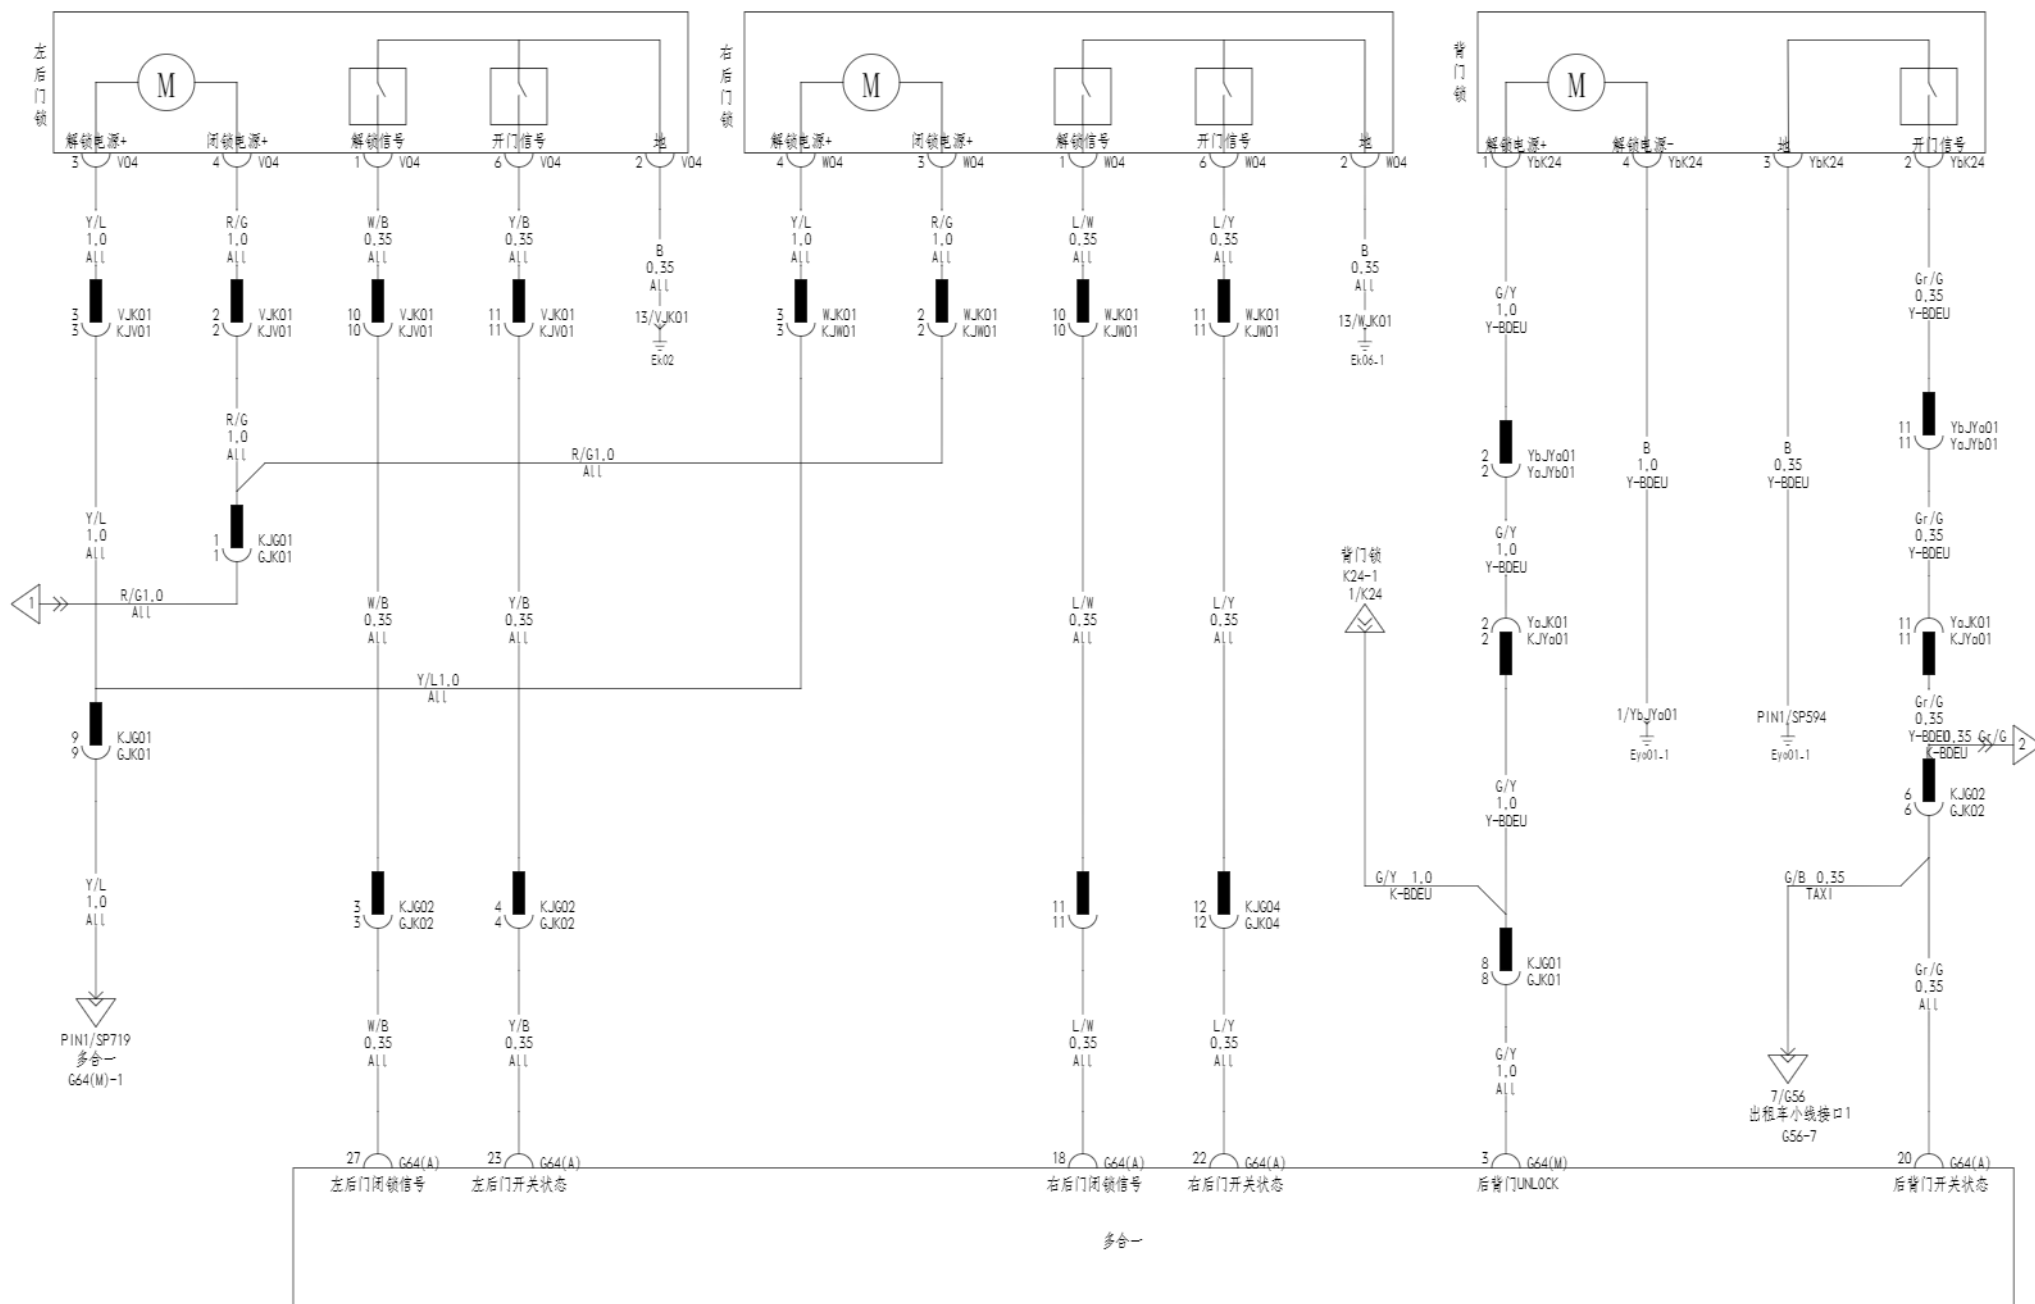 左后门锁
M
解锁电源+
闭锁电源+
解锁信号
开门信号
地
3 V04
4 V04
1 V04
6 V04
2 V04
右后门锁
M
解锁电源+
闭锁电源+
解锁信号
开门信号
地
4 W04
3 W04
1 W04
6 W04
2 W04
背门锁
M
解锁电源+
解锁电源-
地
开门信号
1 YbK24
4 YbK24
3 YbK24
2 YbK24
Y/L
1.0
All
R/G
1.0
All
W/B
0.35
All
Y/B
0.35
All
B
0.35
All
Y/L
1.0
All
R/G
1.0
All
L/W
0.35
All
L/Y
0.35
All
B
0.35
All
G/Y
1.0
Y-BDEU
Gr/G
0.35
Y-BDEU
3 VJK01
3 KJV01
2 VJK01
2 KJV01
10 VJK01
10 KJV01
11 VJK01
11 KJV01
13/VJK01
Ek02
3 WJK01
3 KJW01
2 WJK01
2 KJW01
10 WJK01
10 KJW01
11 WJK01
11 KJW01
13/WJK01
Ek06-1
R/G
1.0
All
R/G1.0
All
2 YbJYa01
2 YaJYb01
B
1.0
Y-BDEU
B
0.35
Y-BDEU
11 YbJYa01
11 YaJYb01
Y/L
1.0
All
1 KJG01
1 GJK01
G/Y
1.0
Y-BDEU
Gr/G
0.35
Y-BDEU
背门锁
K24-1
1/K24
1
R/G1.0
All
W/B
0.35
All
Y/B
0.35
All
L/W
0.35
All
L/Y
0.35
All
2 YaJK01
2 KJYa01
11 YaJK01
11 KJYa01
Y/L1.0
All
9 KJG01
9 GJK01
1/YbJYa01
Eya01-1
PIN1/SP594
Eya01-1
Gr/G
0.35
Y-BDEU
0.35 Gr/G
K-BDEU
2
G/Y
1.0
Y-BDEU
6 KJG02
6 GJK02
Y/L
1.0
All
3 KJG02
3 GJK02
4 KJG02
4 GJK02
11
11
12 KJG04
12 GJK04
G/Y 1.0
K-BDEU
G/B 0.35
TAXI
8 KJG01
8 GJK01
Gr/G
0.35
All
PIN1/SP719
多合一
G64(M)-1
W/B
0.35
All
Y/B
0.35
All
L/W
0.35
All
L/Y
0.35
All
G/Y
1.0
All
7/G56
出租车小线接口1
G56-7
27 G64(A)
左后门闭锁信号
23 G64(A)
左后门开关状态
18 G64(A)
右后门闭锁信号
22 G64(A)
右后门开关状态
3 G64(M)
后背门UNLOCK
20 G64(A)
后背门开关状态
多合一